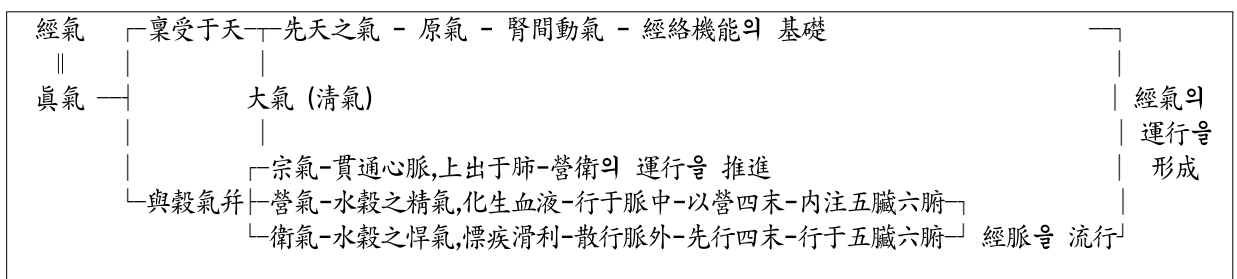 經氣 ┌─稟受于天─┬─先天之氣 - 原氣 - 腎間動氣 - 經絡機能의 基礎 ──┐
∥ │ │ │
眞氣 ──┤ 大氣 (淸氣) │ 經氣의
│ │ │ 運行을
│ ┌─宗氣-貫通心脈,上出于肺-營衛의 運行을 推進 │ 形成
└─與穀氣幷├─營氣-水穀之精氣,化生血液-行于脈中-以營四末-内注五臟六腑─┐ │
└─衛氣-水穀之悍氣,慓疾滑利-散行脈外-先行四末-行于五臟六腑─┘ 經脈을 流行┘